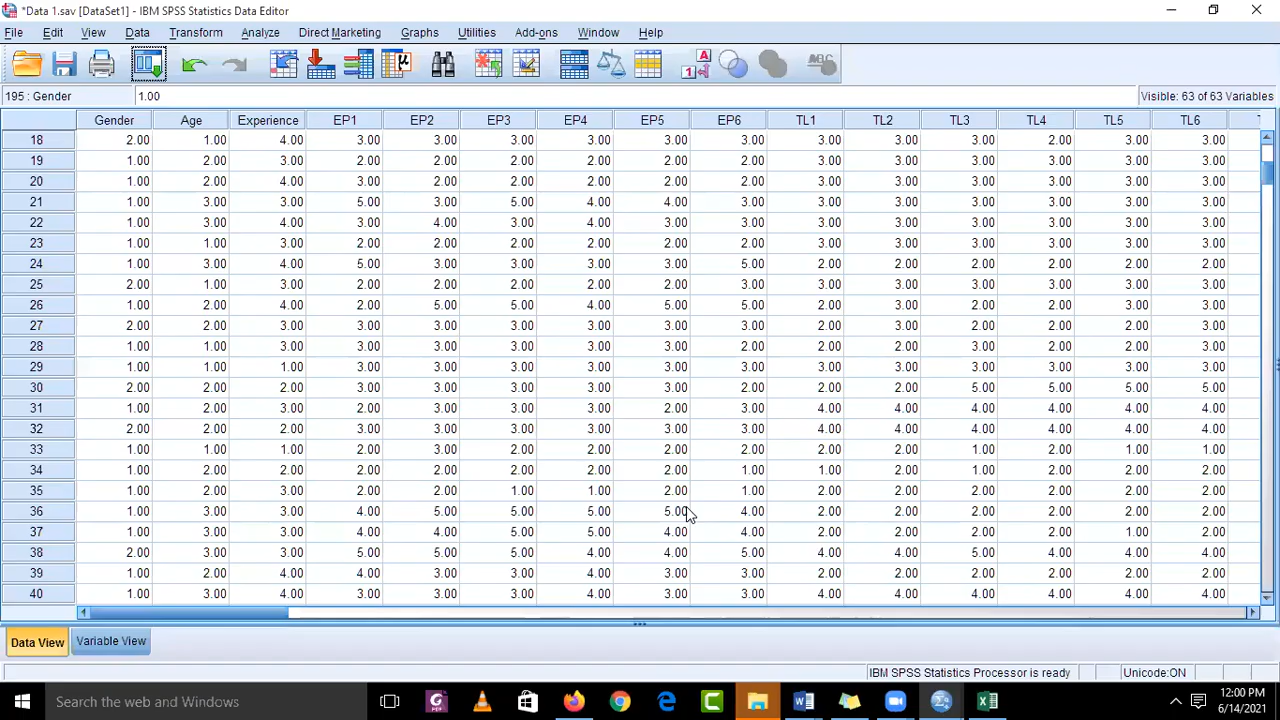 *Data 1.sav [DataSet1] - IBM SPSS Statistics Data Editor
File Edit View Data Transform Analyze Direct Marketing Graphs Utilities Add-ons Window Help
195 : Gender 1.00 Visible: 63 of 63 Variables
Gender Age Experience EP1 EP2 EP3 EP4 EP5 EP6 TL1 TL2 TL3 TL4 TL5 TL6
18 2.00 1.00 4.00 3.00 3.00 3.00 3.00 3.00 3.00 3.00 3.00 3.00 2.00 3.00 3.00
19 1.00 2.00 3.00 2.00 2.00 2.00 2.00 2.00 2.00 3.00 3.00 3.00 3.00 3.00 3.00
20 1.00 2.00 4.00 3.00 2.00 2.00 2.00 2.00 2.00 3.00 3.00 3.00 3.00 3.00 3.00
21 1.00 3.00 3.00 5.00 3.00 5.00 4.00 4.00 3.00 3.00 3.00 3.00 3.00 3.00 3.00
22 1.00 3.00 4.00 3.00 4.00 3.00 4.00 3.00 3.00 3.00 3.00 3.00 3.00 3.00 3.00
23 1.00 1.00 3.00 2.00 2.00 2.00 2.00 2.00 2.00 3.00 3.00 3.00 3.00 3.00 3.00
24 1.00 3.00 4.00 5.00 3.00 3.00 3.00 3.00 5.00 2.00 2.00 2.00 3.00 2.00 2.00
25 2.00 1.00 3.00 2.00 2.00 2.00 2.00 2.00 2.00 3.00 3.00 3.00 3.00 3.00 3.00
26 1.00 2.00 4.00 2.00 5.00 5.00 4.00 5.00 5.00 2.00 3.00 2.00 2.00 3.00 3.00
27 2.00 2.00 3.00 3.00 3.00 3.00 3.00 3.00 3.00 2.00 3.00 2.00 3.00 2.00 3.00
28 1.00 1.00 3.00 3.00 3.00 3.00 3.00 3.00 3.00 2.00 2.00 3.00 2.00 2.00 3.00
29 1.00 1.00 1.00 3.00 3.00 3.00 3.00 3.00 3.00 3.00 3.00 3.00 3.00 3.00 3.00
30 2.00 2.00 2.00 3.00 3.00 3.00 3.00 3.00 3.00 2.00 2.00 5.00 5.00 5.00 5.00
31 1.00 2.00 3.00 2.00 3.00 3.00 3.00 2.00 3.00 4.00 4.00 4.00 4.00 4.00 4.00
32 2.00 2.00 3.00 2.00 3.00 3.00 3.00 2.00 3.00 4.00 4.00 4.00 4.00 4.00 4.00
33 1.00 1.00 1.00 2.00 2.00 2.00 2.00 2.00 2.00 2.00 2.00 1.00 2.00 1.00 1.00
34 1.00 2.00 2.00 2.00 2.00 2.00 2.00 2.00 1.00 1.00 2.00 1.00 2.00 2.00 2.00
35 1.00 2.00 3.00 2.00 2.00 1.00 1.00 2.00 1.00 2.00 2.00 2.00 2.00 2.00 2.00
36 1.00 3.00 3.00 4.00 5.00 5.00 5.00 5.00 4.00 2.00 2.00 2.00 2.00 2.00 2.00
37 1.00 3.00 3.00 4.00 4.00 5.00 5.00 4.00 4.00 2.00 2.00 2.00 2.00 1.00 2.00
38 2.00 3.00 3.00 5.00 5.00 5.00 4.00 4.00 5.00 4.00 4.00 5.00 4.00 4.00 4.00
39 1.00 2.00 4.00 4.00 3.00 3.00 4.00 3.00 3.00 2.00 2.00 2.00 2.00 2.00 2.00
40 1.00 3.00 4.00 3.00 3.00 3.00 4.00 3.00 3.00 4.00 4.00 4.00 4.00 4.00 4.00
Data View Variable View
IBM SPSS Statistics Processor is ready Unicode:ON
Search the web and Windows
12:00 PM
6/14/2021